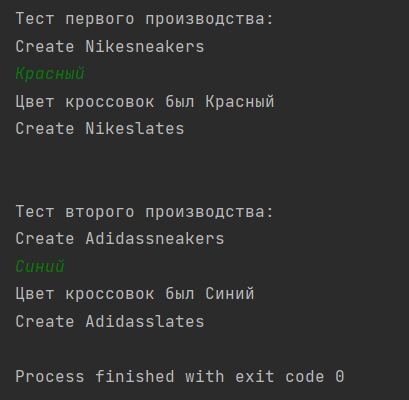 Тест первого производства:
Create Nikesneakers
Красный
Цвет кроссовок был Красный
Create Nikeslates
Тест второго производства:
Create Adidassneakers
Синий
Цвет кроссовок был Синий
Create Adidasslates
Process finished with exit code 0